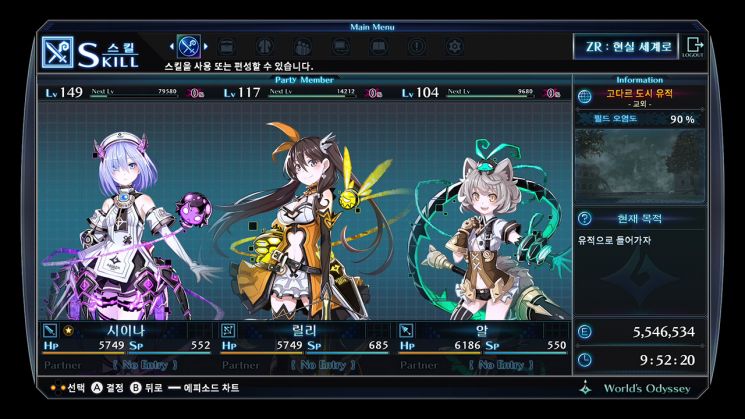 Main Menu
스킬
SKILL
스킬을 사용 또는 편성할 수 있습니다.
ZR : 현실 세계로
LOGOUT
Party Member
Lv 149 Next Lv 79580
Lv 117 Next Lv 14212
Lv 104 Next Lv 9680
Information
고다르 도시 유적
- 교외 -
필드 오염도 90 %
현재 목적
유적으로 들어가자
시이나
HP 5749 SP 552
Partner [ No Entry ]
릴리
HP 5749 SP 685
Partner [ No Entry ]
알
HP 6186 SP 550
Partner [ No Entry ]
E 5,546,534
9:52:20
선택 A 결정 B 뒤로 에피소드 차트
World's Odyssey